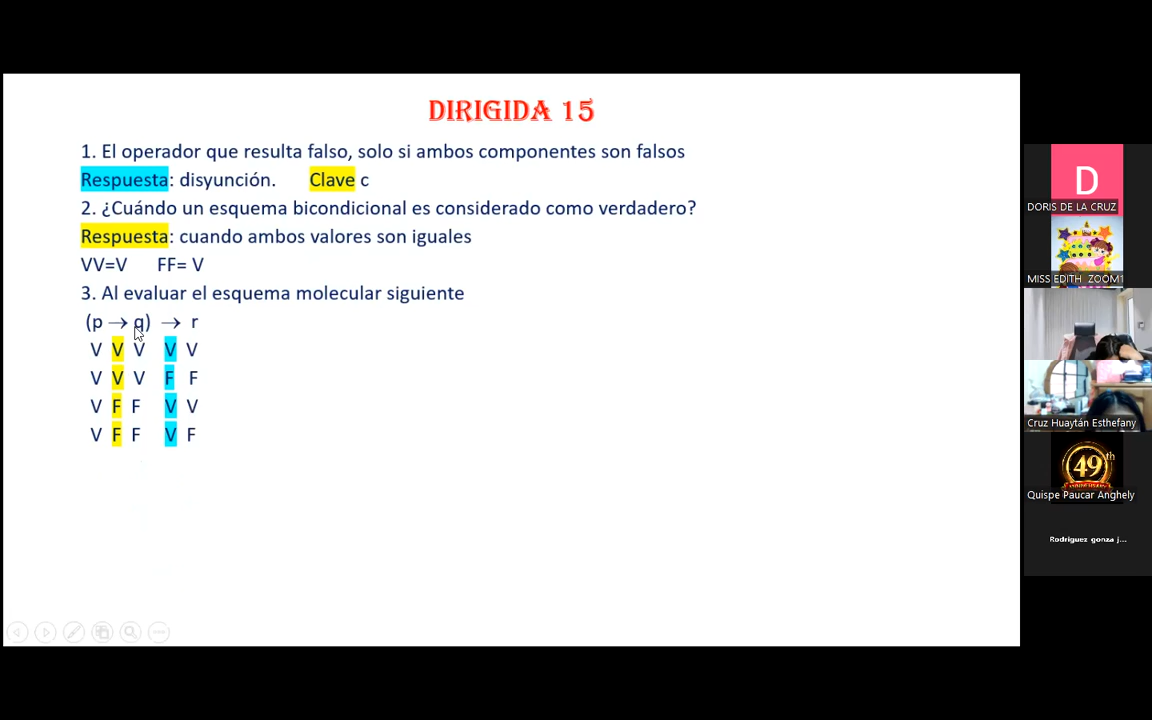 DIRIGIDA 15
1. El operador que resulta falso, solo si ambos componentes son falsos
Respuesta: disyunción. Clave c
2. ¿Cuándo un esquema bicondicional es considerado como verdadero?
Respuesta: cuando ambos valores son iguales
VV=V FF= V
3. Al evaluar el esquema molecular siguiente
(p → q) → r
V V V V V
V V V F F
V F F V V
V F F V F
D
DORIS DE LA CRUZ
MISS EDITH_ZOOM1
Cruz Huaytán Esthefany
49th
Quispe Paucar Anghely
Rodriguez gonza j...